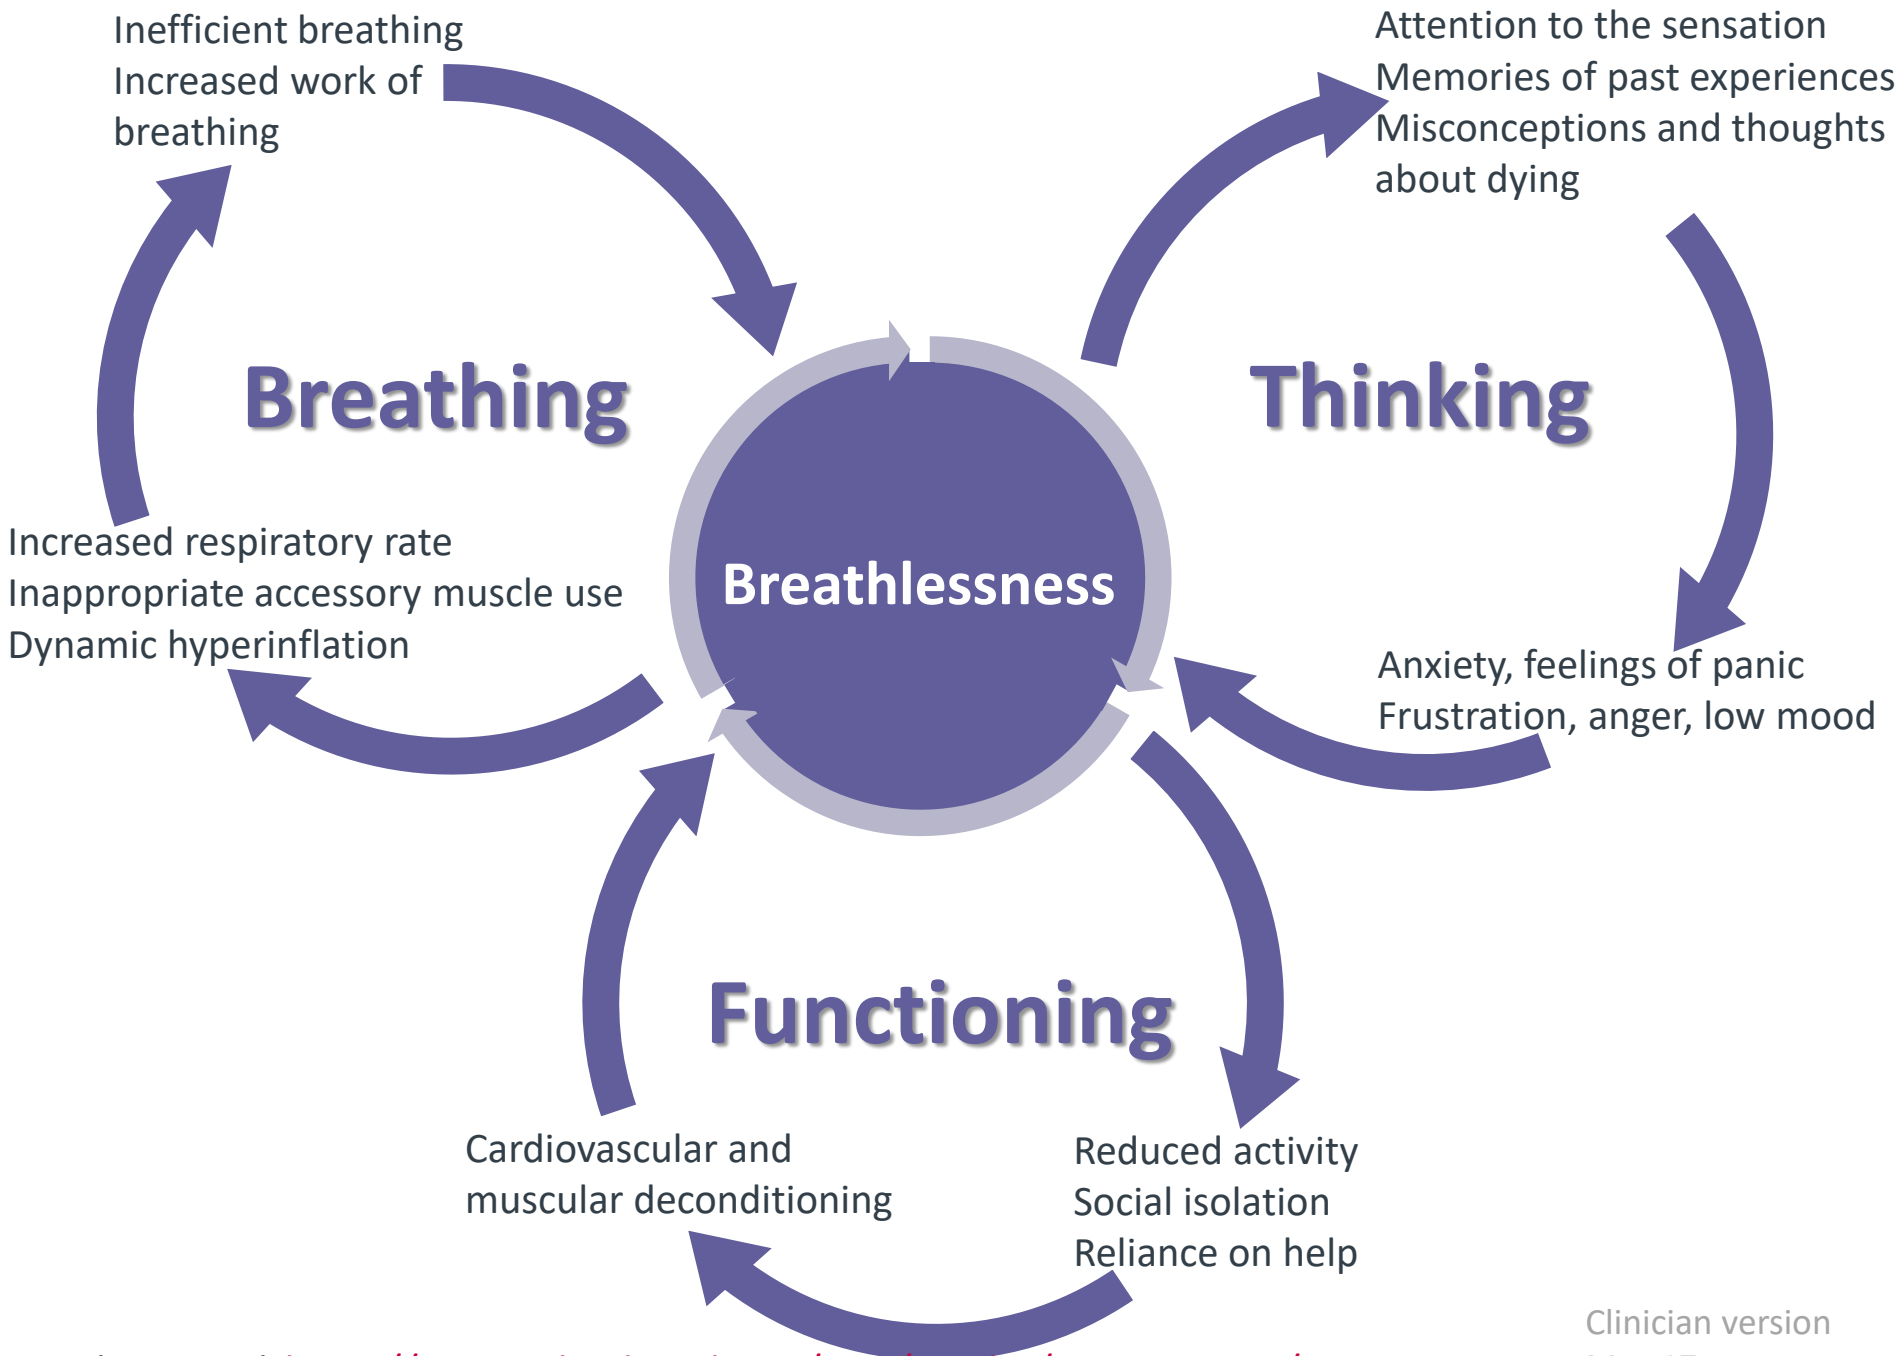 Inefficient breathing
Increased work of
breathing
Attention to the sensation
Memories of past experiences
Misconceptions and thoughts
about dying
Breathing
Thinking
Increased respiratory rate
Inappropriate accessory muscle use
Dynamic hyperinflation
Breathlessness
Anxiety, feelings of panic
Frustration, anger, low mood
Functioning
Cardiovascular and
muscular deconditioning
Reduced activity
Social isolation
Reliance on help
Clinician version